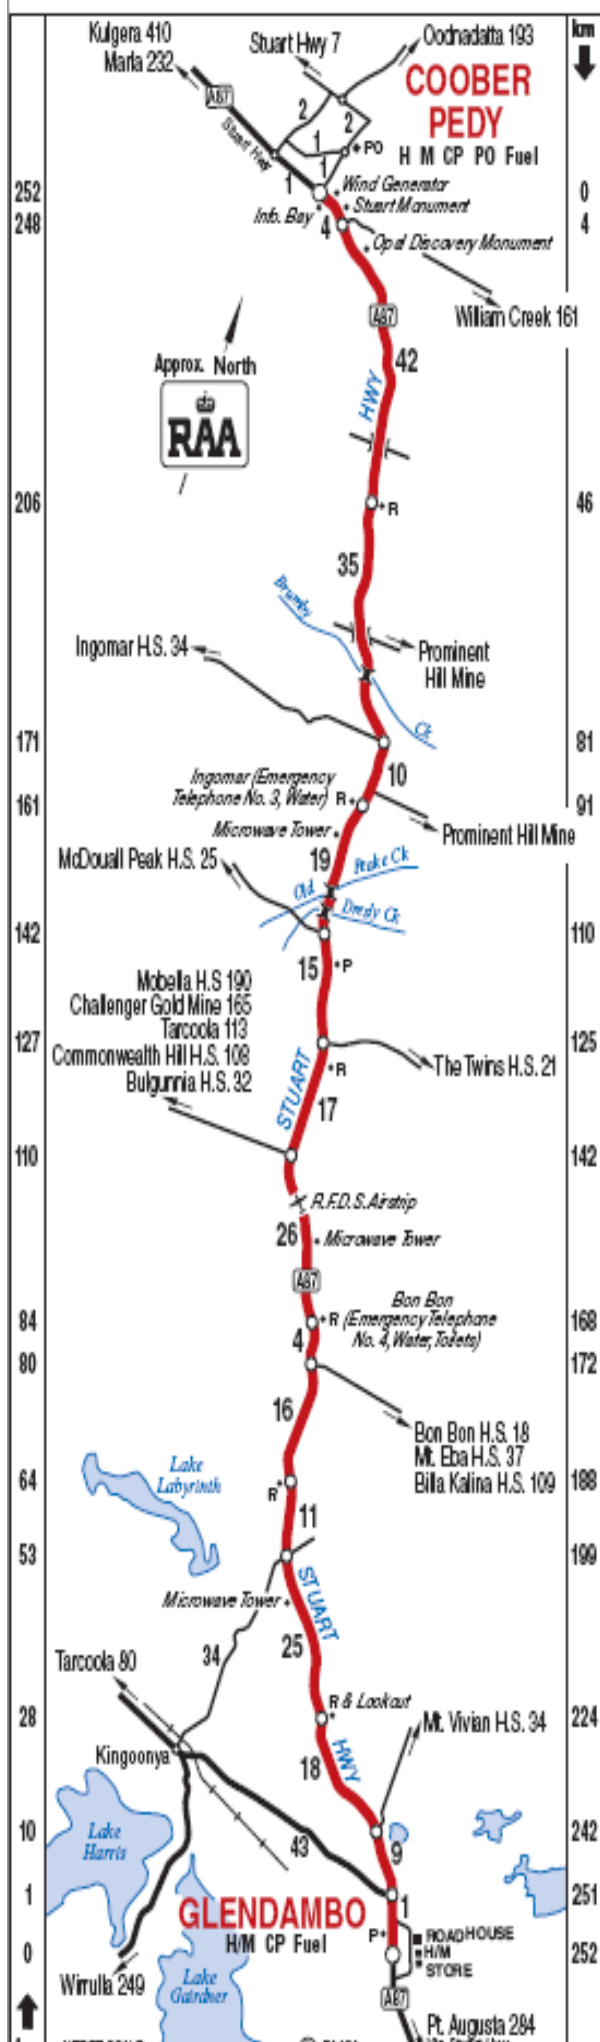 km
Kulgera 410
Marla 232
Stuart Hwy 7
Oodnadatta 193
COOBER
PEDY
H M CP PO Fuel
A87
Stuart Hwy
2
2
1
PO
1
1
252
Wind Generator
0
Info. Bay
Stuart Monument
248
4
4
Opal Discovery Monument
William Creek 161
A87
42
Approx. North
HWY
RAA
206
R
46
35
Brumby
Ck
Ingomar H.S. 34
Prominent
Hill Mine
171
81
10
Ingomar (Emergency
Telephone No. 3, Water)
R
161
91
Microwave Tower
Prominent Hill Mine
McDouall Peak H.S. 25
19
Peake Ck
Old
142
110
15
P
Mobella H.S 190
Challenger Gold Mine 165
Tarcoola 113
Commonwealth Hill H.S. 108
Bulgunnia H.S. 32
127
125
The Twins H.S. 21
R
STUART
17
110
142
R.F.D.S. Airstrip
26
Microwave Tower
A87
Bon Bon
84
R (Emergency Telephone
No. 4, Water, Toilets)
168
4
80
172
16
Bon Bon H.S. 18
Mt. Eba H.S. 37
Billa Kalina H.S. 109
Lake
Labyrinth
64
R
188
11
53
199
STUART
Microwave Tower
34
25
Tarcoola 80
R & Lookout
28
224
Mt. Vivian H.S. 34
Kingoonya
18
HWY
Lake
Harris
10
43
242
9
1
251
GLENDAMBO
H/M CP Fuel
1
P
ROADHOUSE
H/M
STORE
0
252
Wirrulla 249
Lake
Gairdner
A87
Pt. Augusta 284